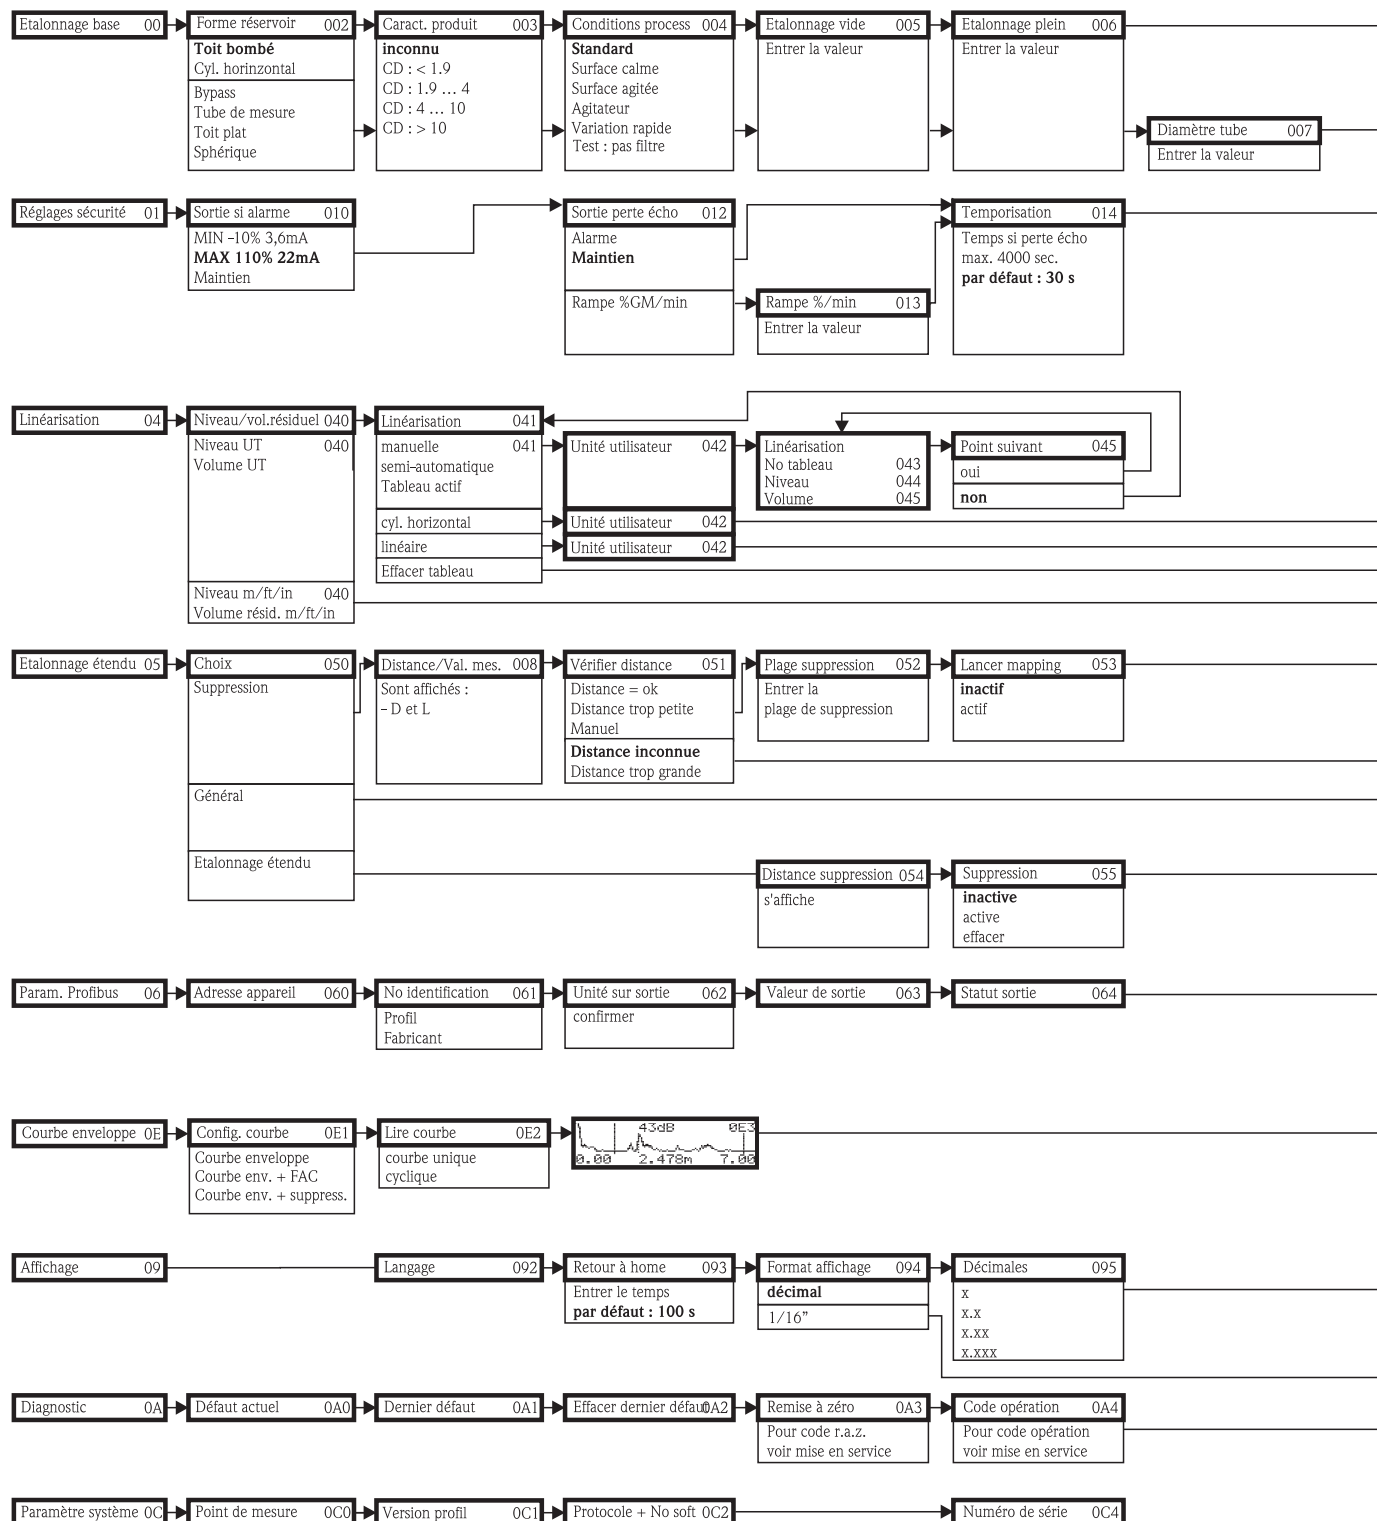 Etalonnage base 00
Forme réservoir 002
Caract. produit 003
Conditions process 004
Etalonnage vide 005
Etalonnage plein 006
Toit bombé
Cyl. horinzontal
Bypass
Tube de mesure
Toit plat
Sphérique
inconnu
CD : < 1.9
CD : 1.9 ... 4
CD : 4 ... 10
CD : > 10
Standard
Surface calme
Surface agitée
Agitateur
Variation rapide
Test : pas filtre
Entrer la valeur
Entrer la valeur
Diamètre tube 007
Entrer la valeur
Réglages sécurité 01
Sortie si alarme 010
MIN -10% 3,6mA
MAX 110% 22mA
Maintien
Sortie perte écho 012
Alarme
Maintien
Rampe %GM/min
Rampe %/min 013
Entrer la valeur
Temporisation 014
Temps si perte écho
max. 4000 sec.
par défaut : 30 s
Linéarisation 04
Niveau/vol.résiduel 040
Niveau UT 040
Volume UT
Niveau m/ft/in 040
Volume résid. m/ft/in
Linéarisation 041
manuelle 041
semi-automatique
Tableau actif
cyl. horizontal
linéaire
Effacer tableau
Unité utilisateur 042
Unité utilisateur 042
Unité utilisateur 042
Linéarisation
No tableau 043
Niveau 044
Volume 045
Point suivant 045
oui
non
Etalonnage étendu 05
Choix 050
Suppression
Général
Etalonnage étendu
Distance/Val. mes. 008
Sont affichés :
- D et L
Vérifier distance 051
Distance = ok
Distance trop petite
Manuel
Distance inconnue
Distance trop grande
Plage suppression 052
Entrer la
plage de suppression
Lancer mapping 053
inactif
actif
Distance suppression 054
s'affiche
Suppression 055
inactive
active
effacer
Param. Profibus 06
Adresse appareil 060
No identification 061
Profil
Fabricant
Unité sur sortie 062
confirmer
Valeur de sortie 063
Statut sortie 064
Courbe enveloppe 0E
Config. courbe 0E1
Courbe enveloppe
Courbe env. + FAC
Courbe env. + suppress.
Lire courbe 0E2
courbe unique
cyclique
43dB 0E3
0.00 2.478m 7.00
Affichage 09
Langage 092
Retour à home 093
Entrer le temps
par défaut : 100 s
Format affichage 094
décimal
1/16”
Décimales 095
x
x.x
x.xx
x.xxx
Diagnostic 0A
Défaut actuel 0A0
Dernier défaut 0A1
Effacer dernier défaut 0A2
Remise à zéro 0A3
Pour code r.a.z.
voir mise en service
Code opération 0A4
Pour code opération
voir mise en service
Paramètre système 0C
Point de mesure 0C0
Version profil 0C1
Protocole + No soft 0C2
Numéro de série 0C4